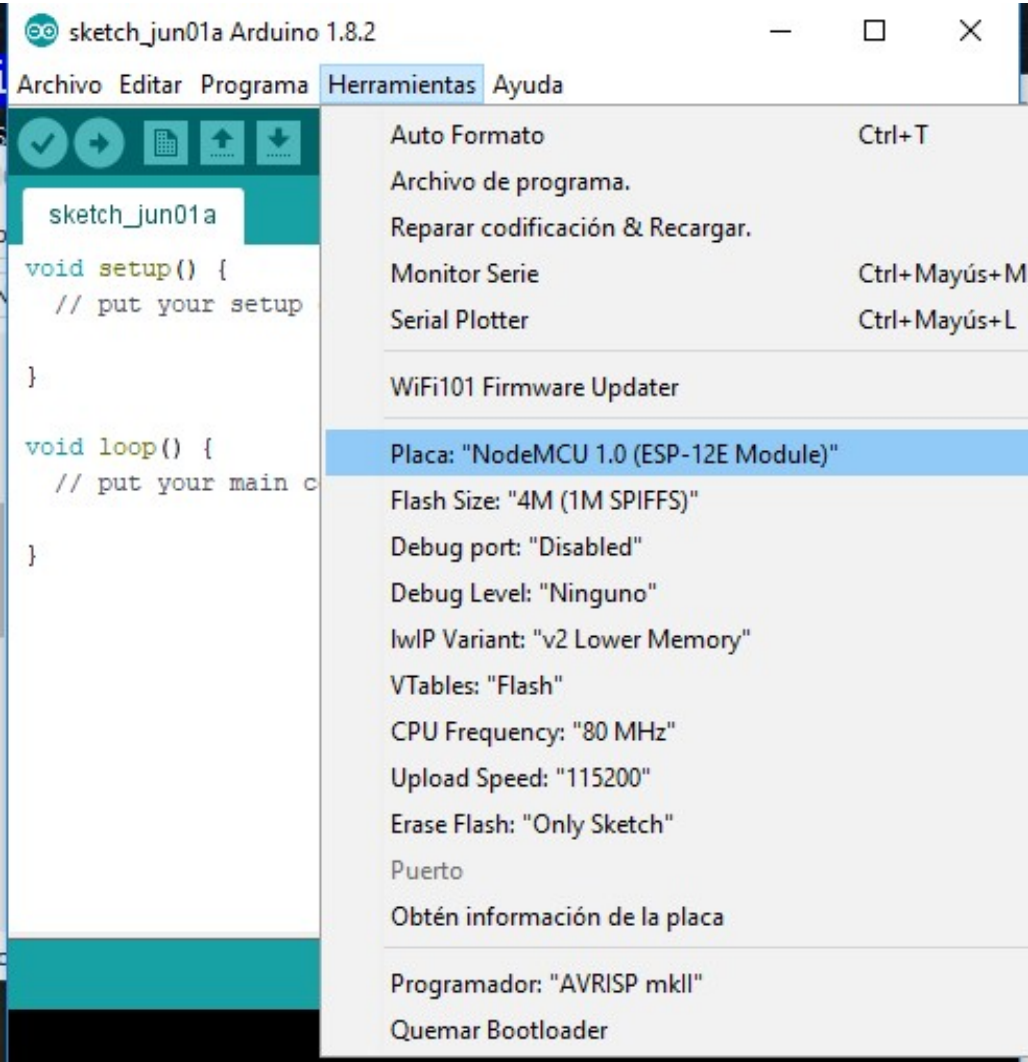 sketch_jun01a Arduino 1.8.2
Archivo Editar Programa Herramientas Ayuda
sketch_jun01a
void setup() {
// put your setup
}
void loop() {
// put your main c
}
Auto Formato Ctrl+T
Archivo de programa.
Reparar codificación & Recargar.
Monitor Serie Ctrl+Mayús+M
Serial Plotter Ctrl+Mayús+L
WiFi101 Firmware Updater
Placa: "NodeMCU 1.0 (ESP-12E Module)"
Flash Size: "4M (1M SPIFFS)"
Debug port: "Disabled"
Debug Level: "Ninguno"
lwIP Variant: "v2 Lower Memory"
VTables: "Flash"
CPU Frequency: "80 MHz"
Upload Speed: "115200"
Erase Flash: "Only Sketch"
Puerto
Obtén información de la placa
Programador: "AVRISP mkII"
Quemar Bootloader